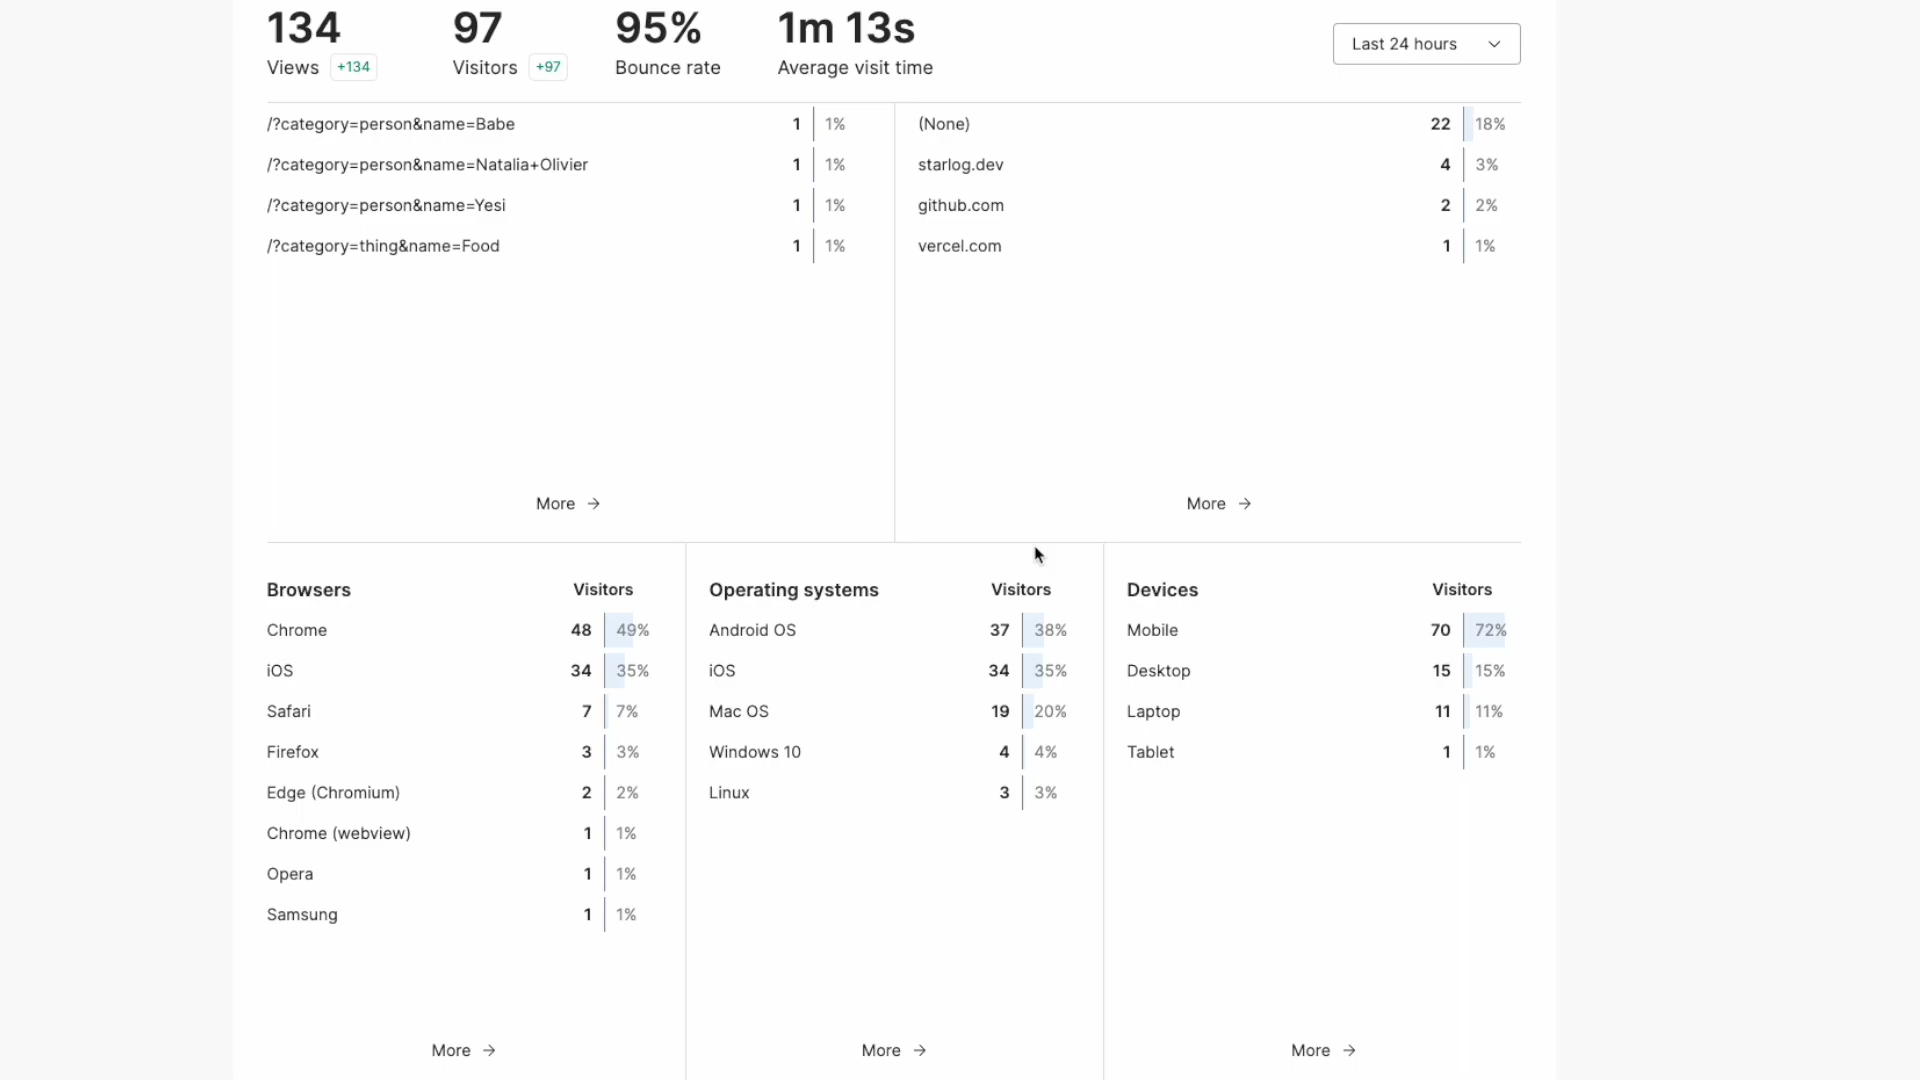 134 97 95% 1m 13s
Views +134 Visitors +97 Bounce rate Average visit time
Last 24 hours
/?category=person&name=Babe 1 1%
/?category=person&name=Natalia+Olivier 1 1%
/?category=person&name=Yesi 1 1%
/?category=thing&name=Food 1 1%
More →
(None) 22 18%
starlog.dev 4 3%
github.com 2 2%
vercel.com 1 1%
More →
Browsers Visitors
Chrome 48 49%
iOS 34 35%
Safari 7 7%
Firefox 3 3%
Edge (Chromium) 2 2%
Chrome (webview) 1 1%
Opera 1 1%
Samsung 1 1%
More →
Operating systems Visitors
Android OS 37 38%
iOS 34 35%
Mac OS 19 20%
Windows 10 4 4%
Linux 3 3%
More →
Devices Visitors
Mobile 70 72%
Desktop 15 15%
Laptop 11 11%
Tablet 1 1%
More →